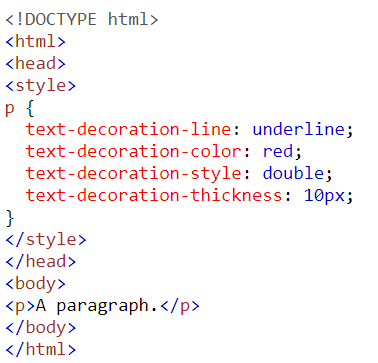 <!DOCTYPE html>
<html>
<head>
<style>
p {
  text-decoration-line: underline;
  text-decoration-color: red;
  text-decoration-style: double;
  text-decoration-thickness: 10px;
}
</style>
</head>
<body>
<p>A paragraph.</p>
</body>
</html>